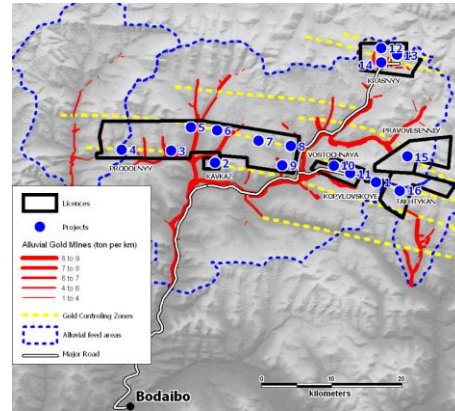 12
13
14
KRASNYY
5
6
7
8
PRAVOVESENNIY
4
3
2
9
VOSTOCHNAYA
10
15
PRODOLNYY
KAVKAZ
11
1
KOPYLOVSKOYE
16
TAKHTYKAN
Licences
Projects
Alluvial Gold Mines (ton per km)
8 to 9
7 to 8
6 to 7
4 to 6
1 to 4
Gold Controling Zones
Alluvial feed areas
Major Road
Bodaibo
0
10
20
kilometers